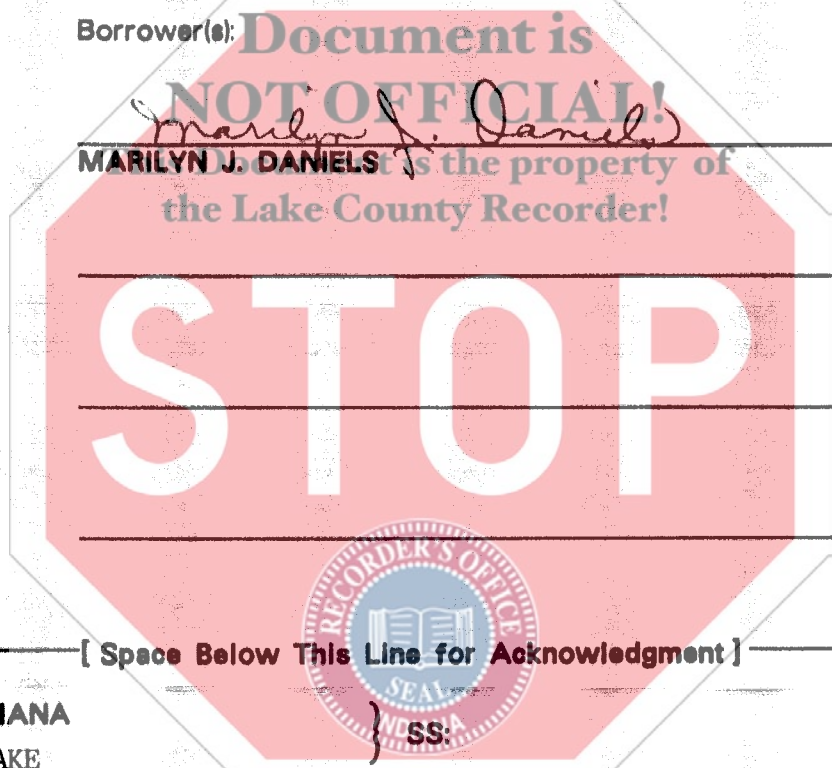 Borrower(s):
Document is
NOT OFFICIAL!
Marilyn J. Daniels
MARILYN J. DANIELS
Document is the property of
the Lake County Recorder!
STOP
RECORDER'S OFFICE
[ Space Below This Line for Acknowledgment ]
SEAL
IANA
} SS:
INDIANA
AKE